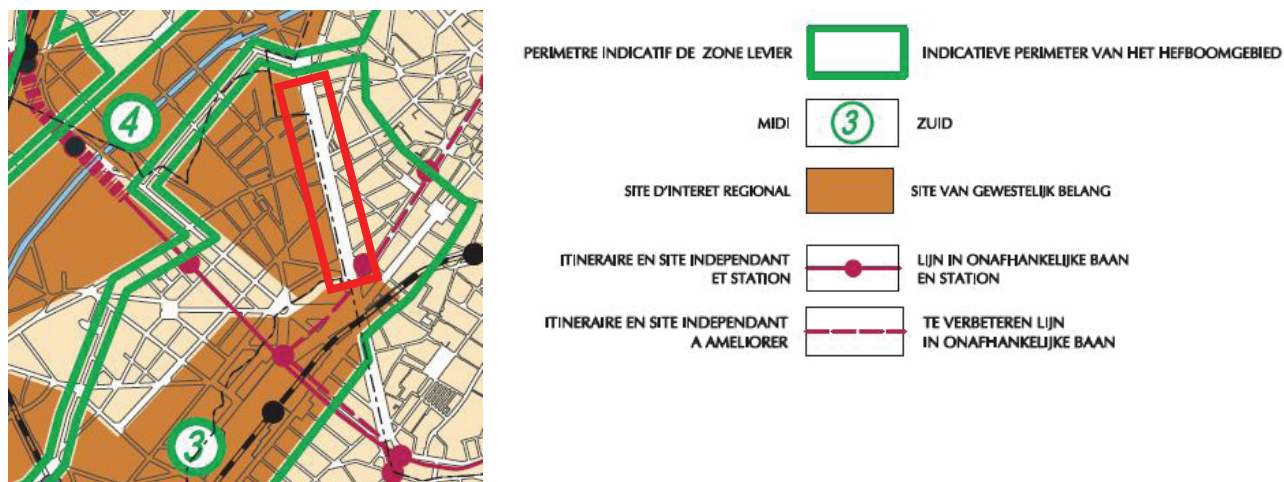 4
3
PERIMETRE INDICATIF DE ZONE LEVIER
INDICATIEVE PERIMETER VAN HET HEFBOOMGEBIED
MIDI
3
ZUID
SITE D'INTERET REGIONAL
SITE VAN GEWESTELIJK BELANG
ITINERAIRE EN SITE INDEPENDANT
ET STATION
LIJN IN ONAFHANKELIJKE BAAN
EN STATION
ITINERAIRE EN SITE INDEPENDANT
A AMELIORER
TE VERBETEREN LIJN
IN ONAFHANKELIJKE BAAN